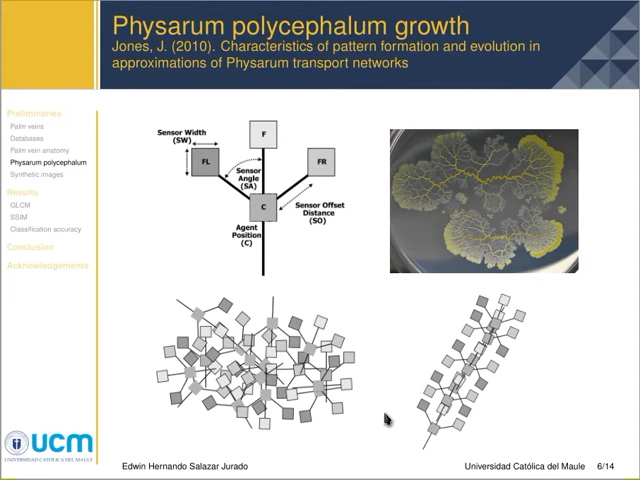 Physarum polycephalum growth
Jones, J. (2010). Characteristics of pattern formation and evolution in
approximations of Physarum transport networks
Preliminaries
Palm veins
Databases
Palm vein anatomy
Physarum polycephalum
Synthetic images
Results
GLCM
SSIM
Classification accuracy
Conclusion
Acknowledgements
Sensor Width
(SW)
F
FL
FR
Sensor
Angle
(SA)
C
Sensor Offset
Distance
(SO)
Agent
Position
(C)
ucm
UNIVERSIDAD CATÓLICA DEL MAULE
Edwin Hernando Salazar Jurado
Universidad Católica del Maule
6/14